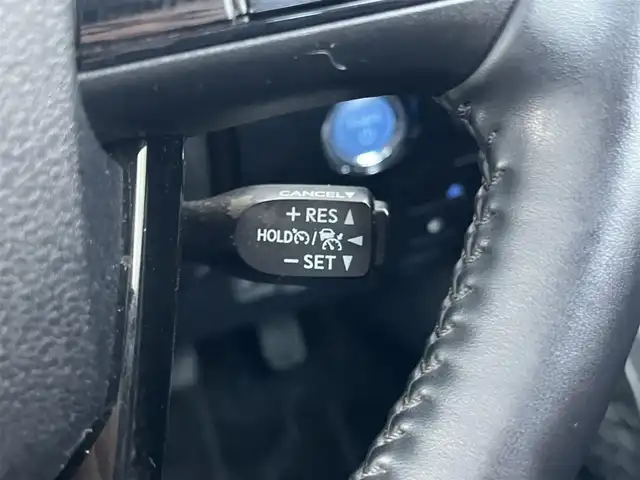 CANCEL▼
+ RES ▲
HOLD / ◀
− SET ▼